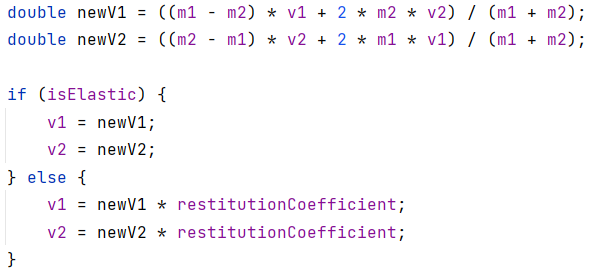 double newV1 = ((m1 - m2) * v1 + 2 * m2 * v2) / (m1 + m2);
double newV2 = ((m2 - m1) * v2 + 2 * m1 * v1) / (m1 + m2);

if (isElastic) {
    v1 = newV1;
    v2 = newV2;
} else {
    v1 = newV1 * restitutionCoefficient;
    v2 = newV2 * restitutionCoefficient;
}